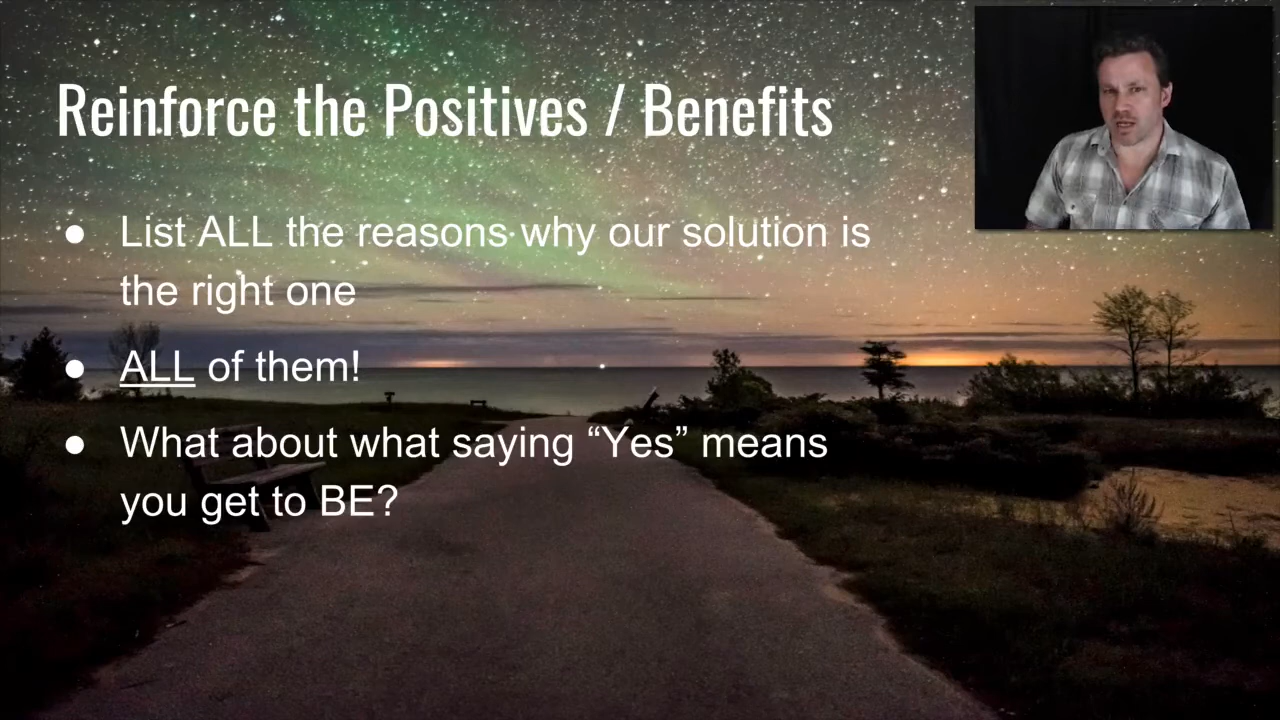 Reinforce the Positives / Benefits
● List ALL the reasons why our solution is
the right one
● ALL of them!
● What about what saying “Yes” means
you get to BE?